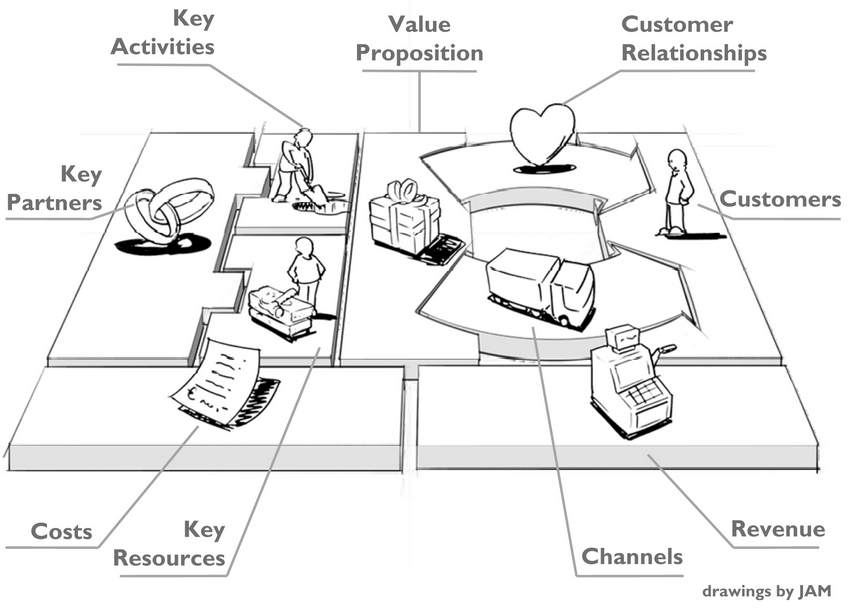 Key
Activities
Value
Proposition
Customer
Relationships
Key
Partners
Customers
Costs
Key
Resources
Channels
Revenue
drawings by JAM